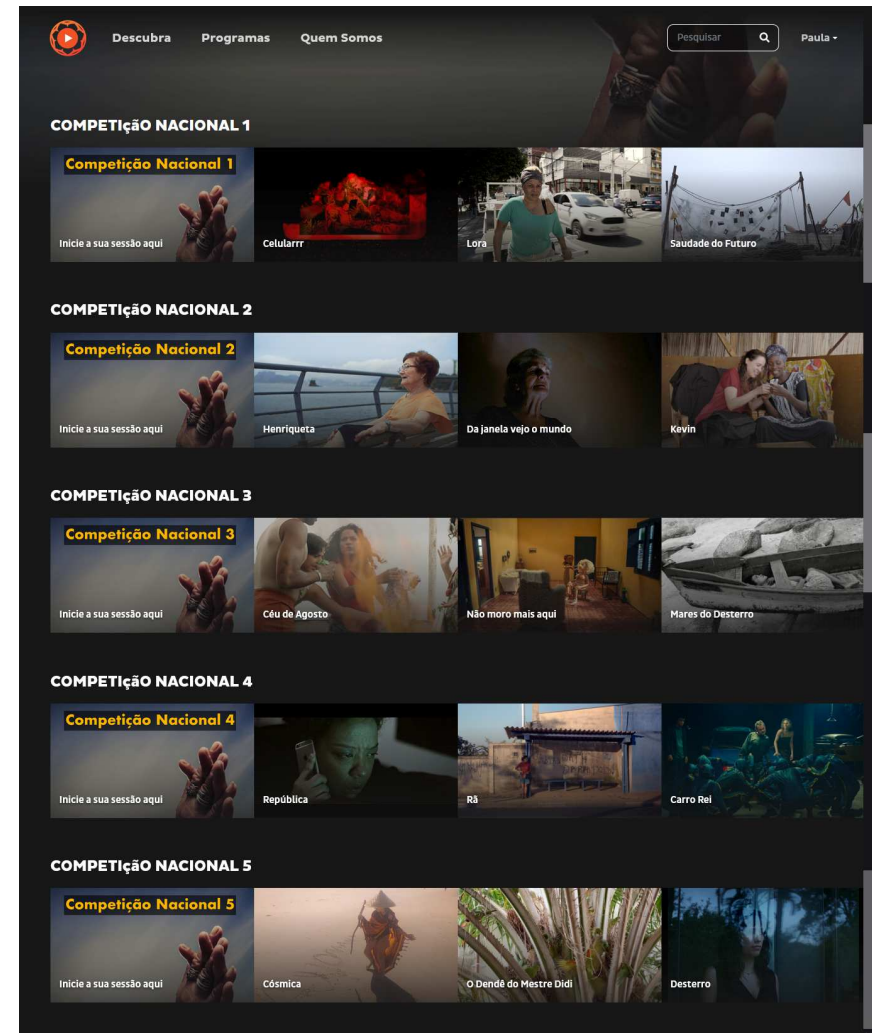 Descubra Programas Quem Somos Pesquisar Paula
COMPETIçãO NACIONAL 1
Competição Nacional 1
Inicie a sua sessão aqui Celularrr Lora Saudade do Futuro
COMPETIçãO NACIONAL 2
Competição Nacional 2
Inicie a sua sessão aqui Henriqueta Da janela vejo o mundo Kevin
COMPETIçãO NACIONAL 3
Competição Nacional 3
Inicie a sua sessão aqui Céu de Agosto Não moro mais aqui Mares do Desterro
COMPETIçãO NACIONAL 4
Competição Nacional 4
Inicie a sua sessão aqui República Rã Carro Rei
COMPETIçãO NACIONAL 5
Competição Nacional 5
Inicie a sua sessão aqui Cósmica O Dendê do Mestre Didi Desterro